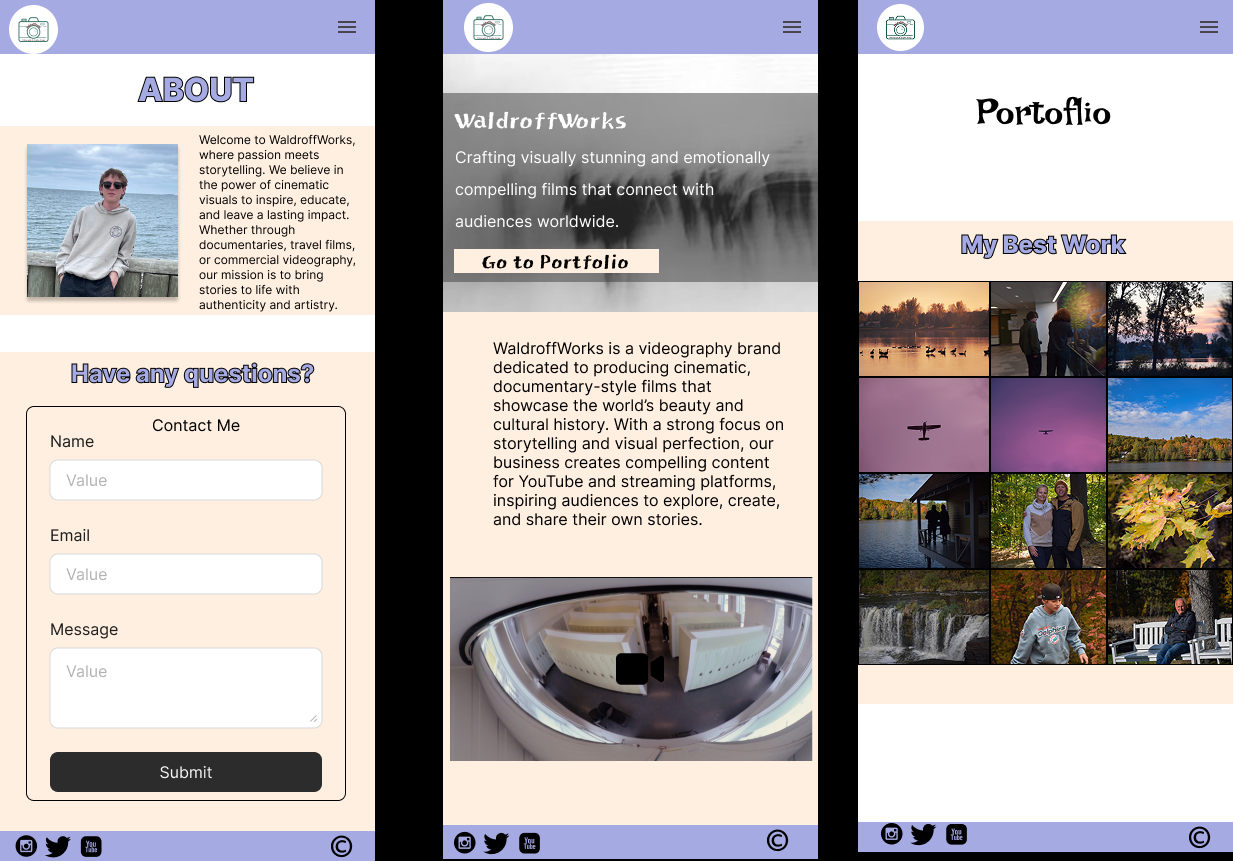 ABOUT
Welcome to WaldroffWorks,
where passion meets
storytelling. We believe in
the power of cinematic
visuals to inspire, educate,
and leave a lasting impact.
Whether through
documentaries, travel films,
or commercial videography,
our mission is to bring
stories to life with
authenticity and artistry.
Have any questions?
Contact Me
Name
Value
Email
Value
Message
Value
Submit
You
Tube
©
WaldroffWorks
Crafting visually stunning and emotionally
compelling films that connect with
audiences worldwide.
Go to Portfolio
WaldroffWorks is a videography brand
dedicated to producing cinematic,
documentary-style films that
showcase the world’s beauty and
cultural history. With a strong focus on
storytelling and visual perfection, our
business creates compelling content
for YouTube and streaming platforms,
inspiring audiences to explore, create,
and share their own stories.
You
Tube
©
Portoflio
My Best Work
You
Tube
©